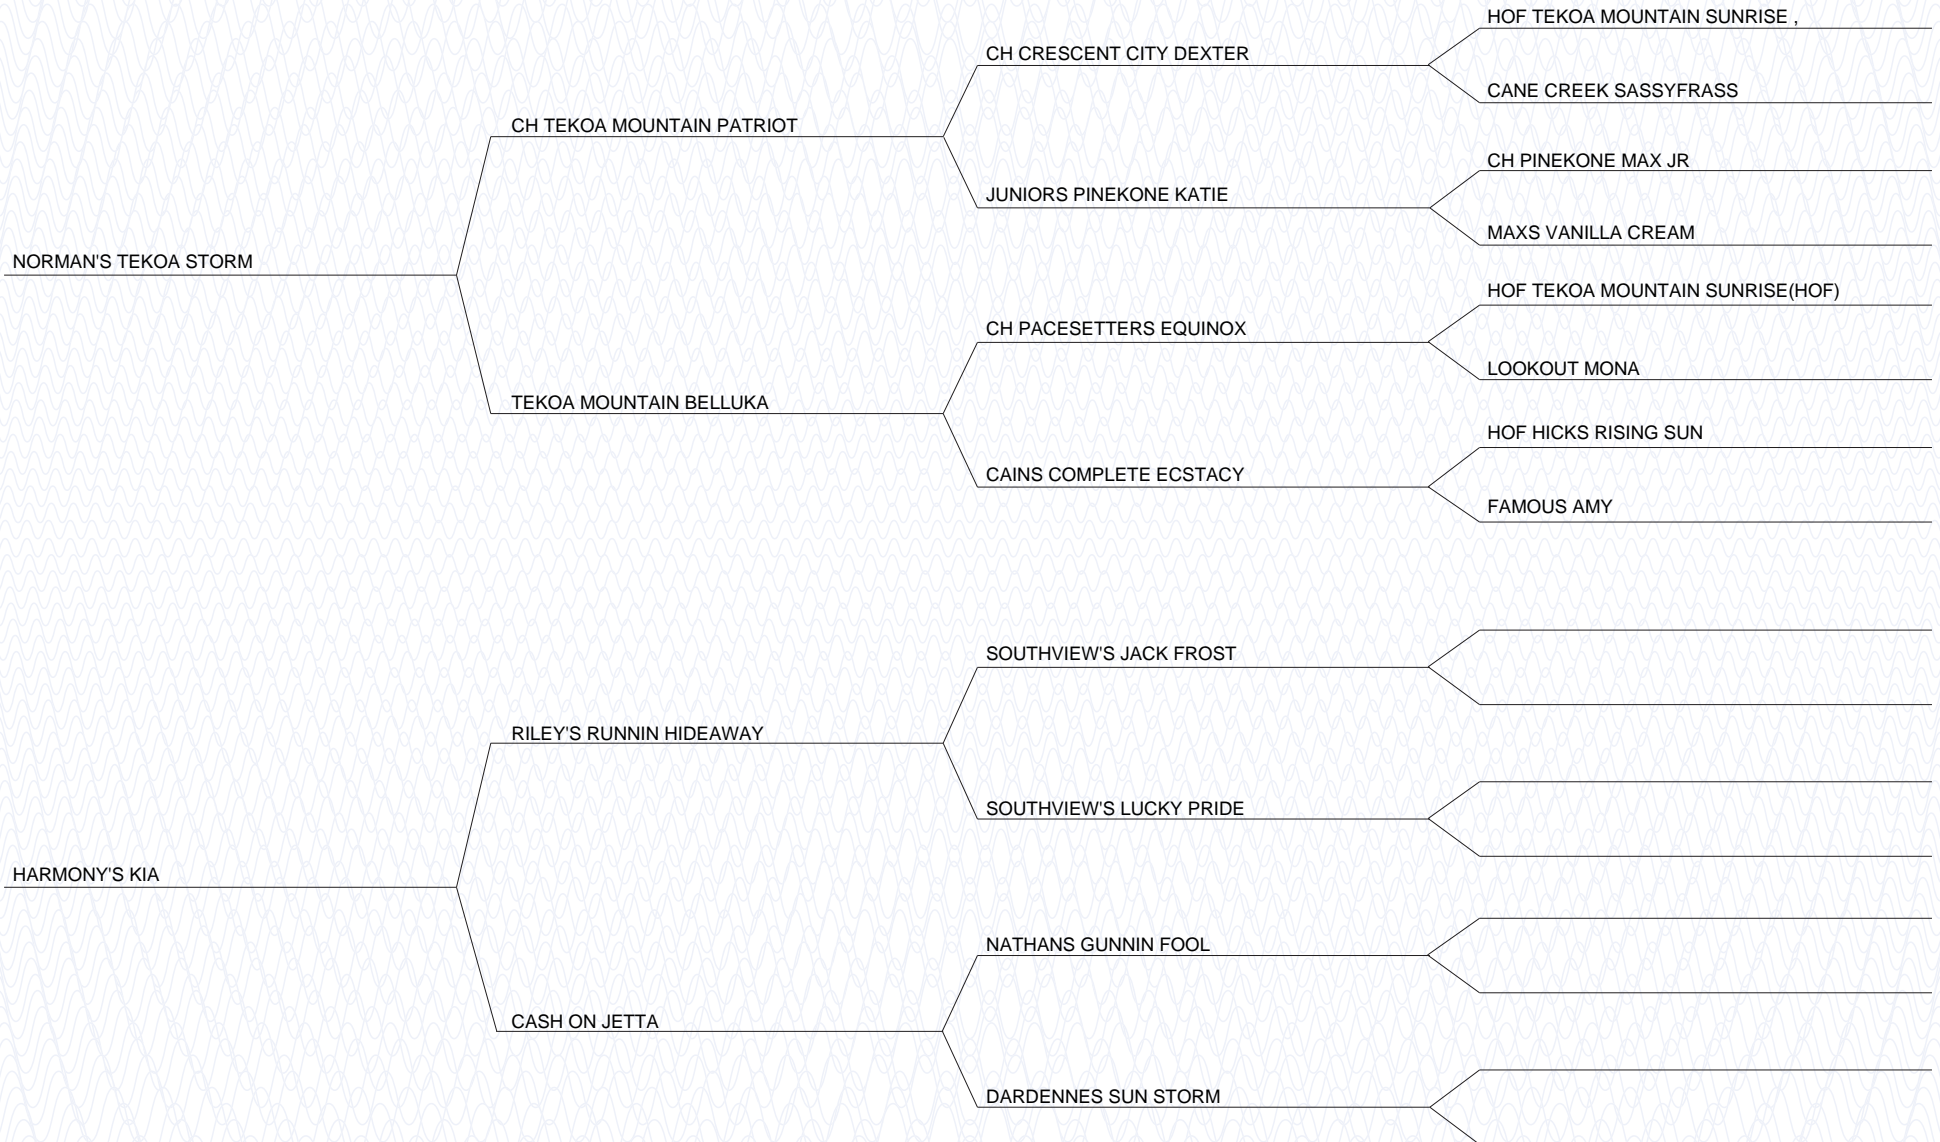 HOF TEKOA MOUNTAIN SUNRISE ,
CH CRESCENT CITY DEXTER
CANE CREEK SASSYFRASS
CH TEKOA MOUNTAIN PATRIOT
CH PINEKONE MAX JR
JUNIORS PINEKONE KATIE
MAXS VANILLA CREAM
NORMAN'S TEKOA STORM
HOF TEKOA MOUNTAIN SUNRISE(HOF)
CH PACESETTERS EQUINOX
LOOKOUT MONA
TEKOA MOUNTAIN BELLUKA
HOF HICKS RISING SUN
CAINS COMPLETE ECSTACY
FAMOUS AMY
SOUTHVIEW'S JACK FROST
RILEY'S RUNNIN HIDEAWAY
SOUTHVIEW'S LUCKY PRIDE
HARMONY'S KIA
NATHANS GUNNIN FOOL
CASH ON JETTA
DARDENNES SUN STORM